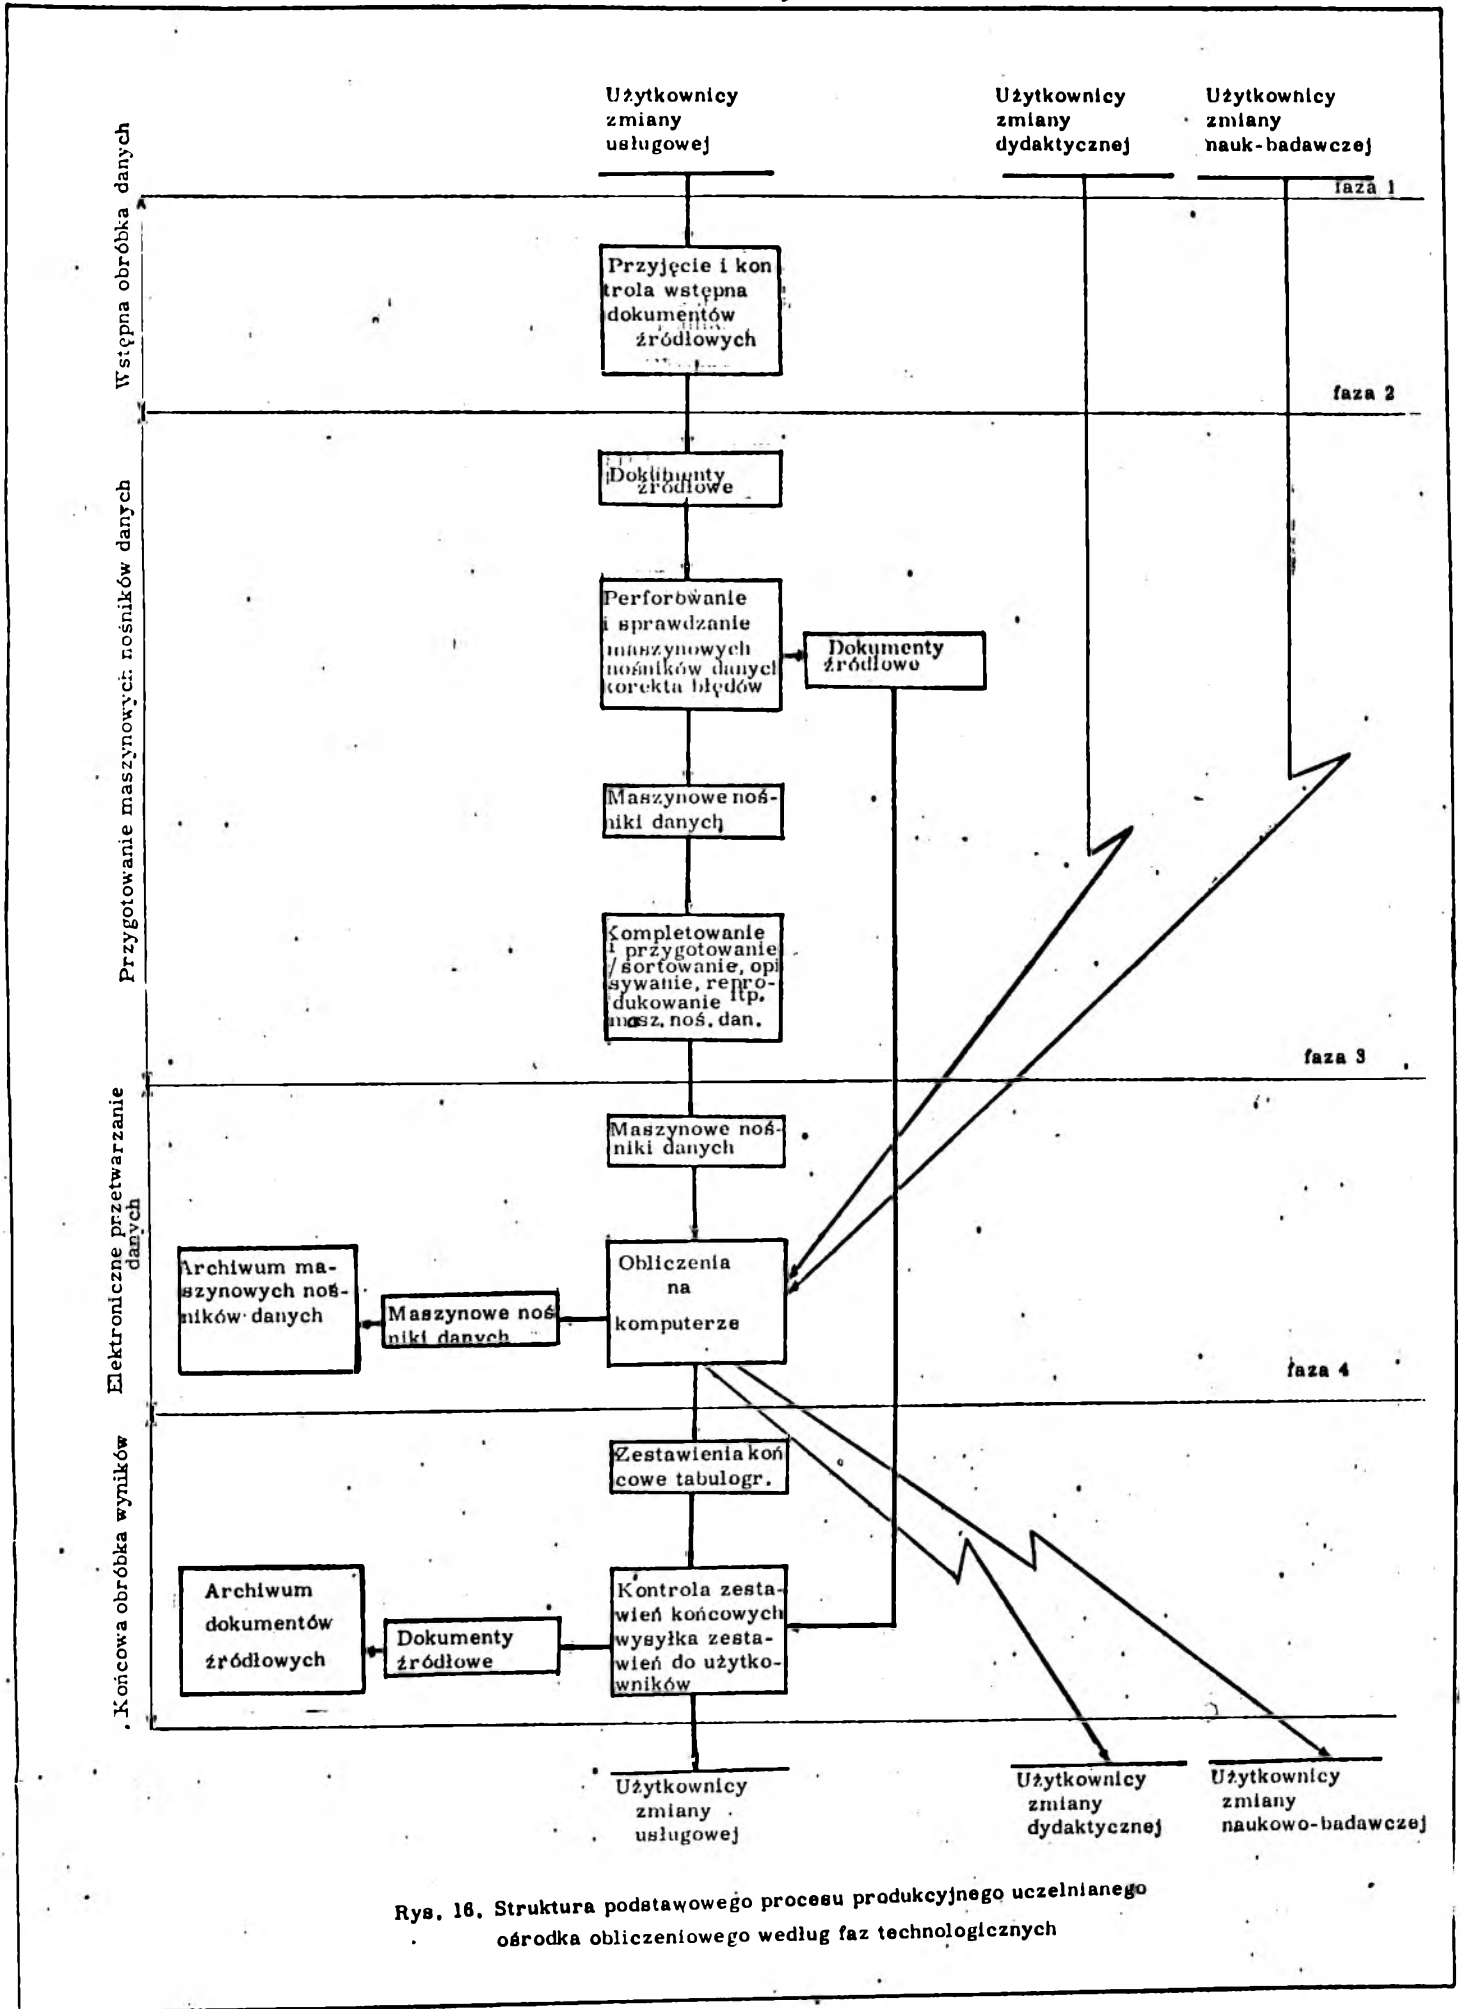 Użytkownicy
zmiany
usługowej
Użytkownicy
zmiany
dydaktycznej
Użytkownicy
zmiany
nauk-badawczej
faza 1
Wstępna obróbka danych
Przyjęcie i kon
trola wstępna
dokumentów
źródłowych
faza 2
Przygotowanie maszynowych nośników danych
Dokumenty
źródłowe
Perforowanie
i sprawdzanie
maszynowych
nośników danych
korekta błędów
Dokumenty
źródłowe
Maszynowe noś-
niki danych
Kompletowanie
i przygotowanie
/sortowanie, opi
sywanie, repro-
dukowanie itp.
masz. noś. dan.
faza 3
Elektroniczne przetwarzanie
danych
Maszynowe noś-
niki danych
Obliczenia
na
komputerze
Maszynowe noś
niki danych
Archiwum ma-
szynowych noś-
ników danych
faza 4
Końcowa obróbka wyników
Zestawienia koń
cowe tabulogr.
Kontrola zesta-
wień końcowych
wysyłka zesta-
wień do użytko-
wników
Dokumenty
źródłowe
Archiwum
dokumentów
źródłowych
Użytkownicy
zmiany
usługowej
Użytkownicy
zmiany
dydaktycznej
Użytkownicy
zmiany
naukowo-badawczej
Rys. 16. Struktura podstawowego procesu produkcyjnego uczelnianego
ośrodka obliczeniowego według faz technologicznych